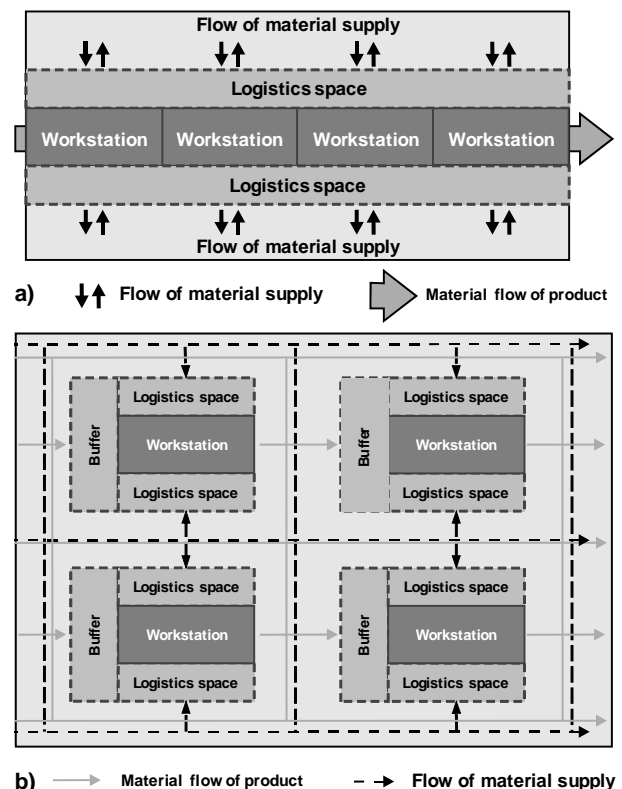 Flow of material supply
Logistics space
Workstation Workstation Workstation Workstation
Logistics space
Flow of material supply
a) Flow of material supply Material flow of product
Logistics space Logistics space
Buffer Workstation Buffer Workstation
Logistics space Logistics space
Logistics space Logistics space
Buffer Workstation Buffer Workstation
Logistics space Logistics space
b) Material flow of product Flow of material supply